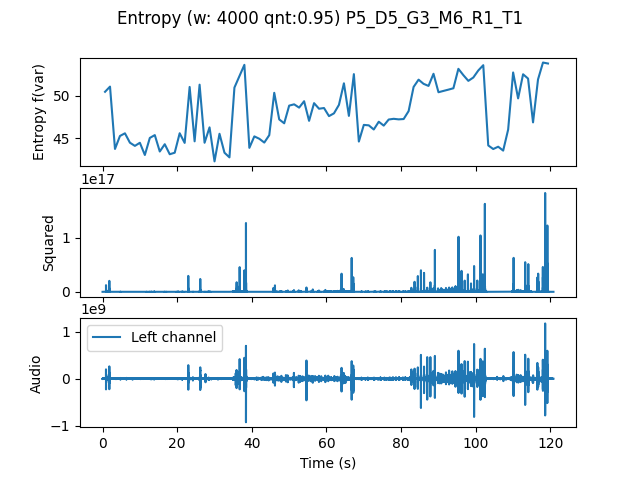 Entropy (w: 4000 qnt:0.95) P5_D5_G3_M6_R1_T1
Entropy f(var)
50
45
1e17
Squared
1
0
1e9
Audio
1
0
−1
Left channel
0 20 40 60 80 100 120
Time (s)